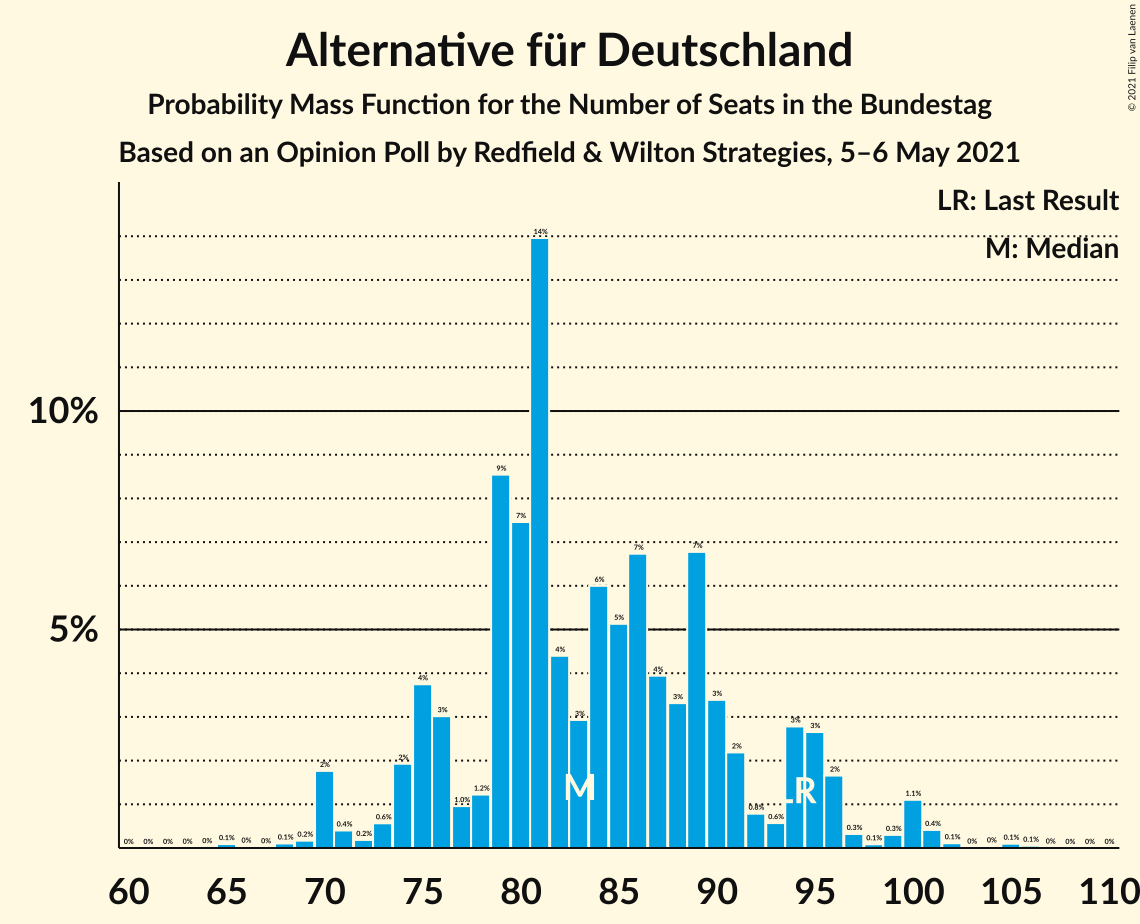 © 2021 Filip van Laenen
Alternative für Deutschland
Probability Mass Function for the Number of Seats in the Bundestag
Based on an Opinion Poll by Redfield & Wilton Strategies, 5–6 May 2021
LR: Last Result
M: Median
10%
5%
0% 0% 0% 0% 0% 0.1% 0% 0% 0.1% 0.2% 2% 0.4% 0.2% 0.6% 2% 4% 3% 1.0% 1.2% 9% 7% 14% 4% 3% 6% 5% 7% 4% 3% 7% 3% 2% 0.8% 0.6% 3% 3% 2% 0.3% 0.1% 0.3% 1.1% 0.4% 0.1% 0% 0% 0.1% 0.1% 0% 0% 0% 0%
M LR
60 65 70 75 80 85 90 95 100 105 110